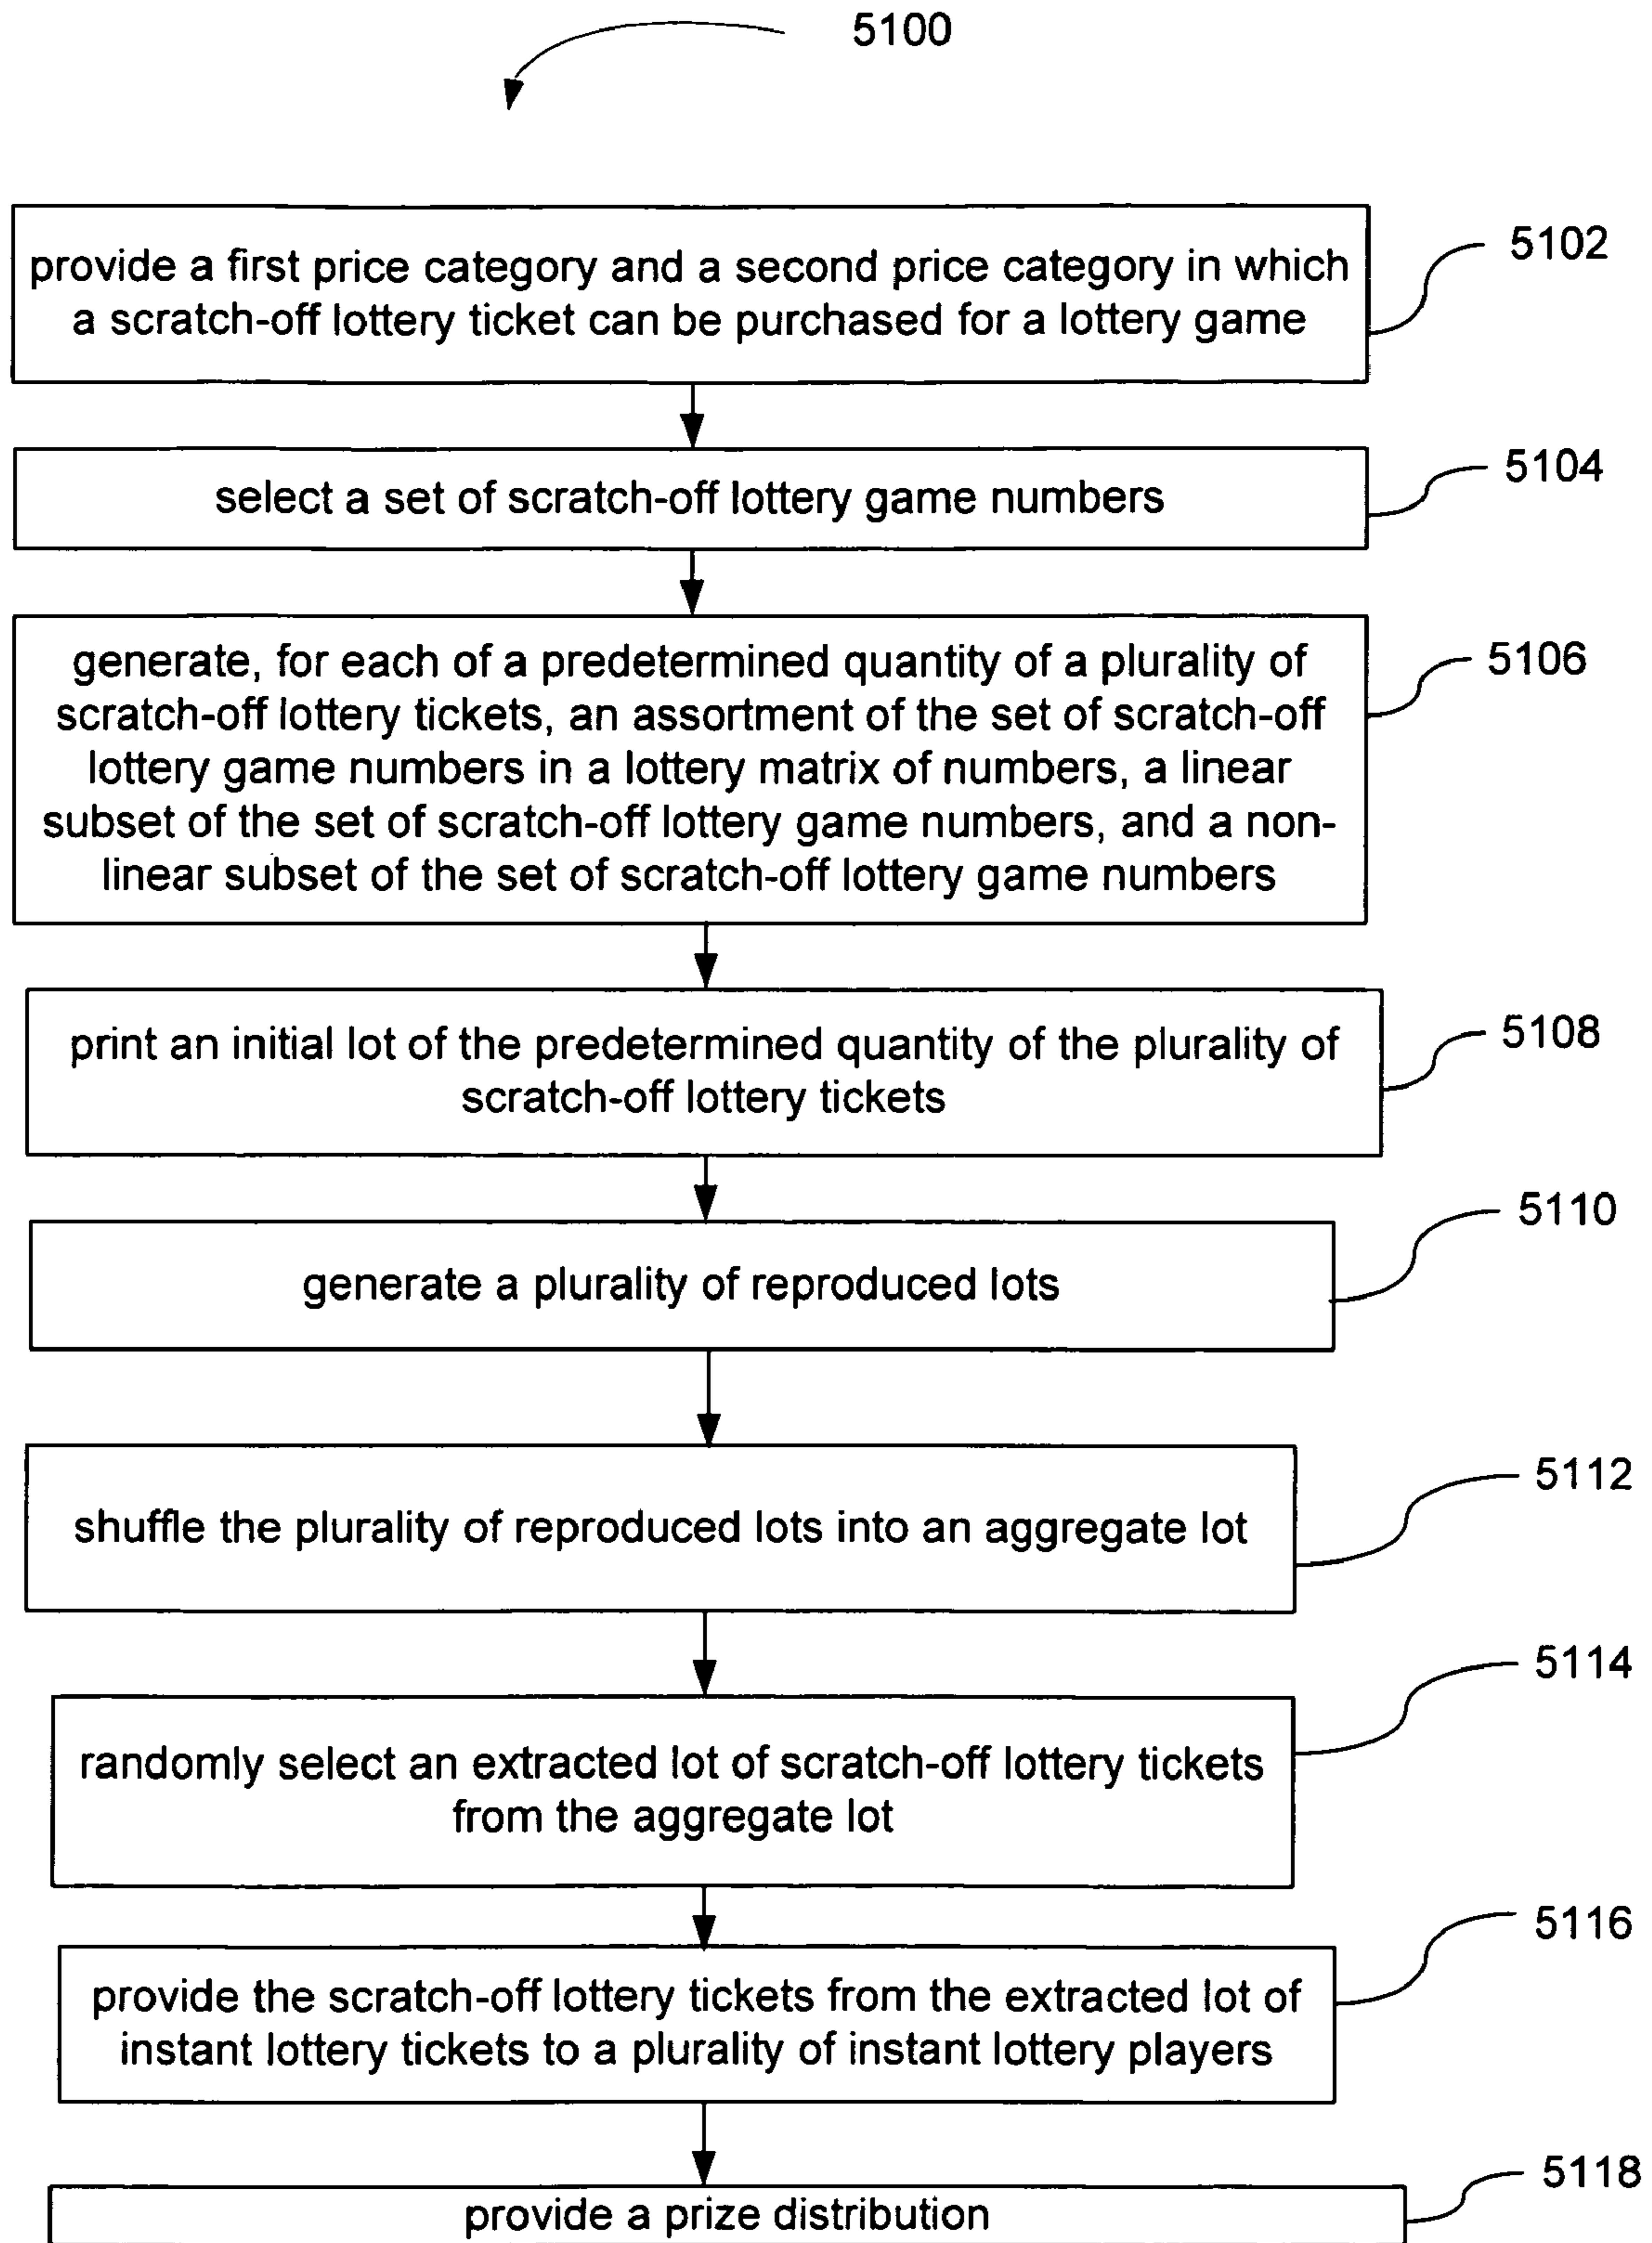 5100
provide a first price category and a second price category in which
a scratch-off lottery ticket can be purchased for a lottery game
5102
select a set of scratch-off lottery game numbers
5104
generate, for each of a predetermined quantity of a plurality of
scratch-off lottery tickets, an assortment of the set of scratch-off
lottery game numbers in a lottery matrix of numbers, a linear
subset of the set of scratch-off lottery game numbers, and a non-
linear subset of the set of scratch-off lottery game numbers
5106
print an initial lot of the predetermined quantity of the plurality of
scratch-off lottery tickets
5108
generate a plurality of reproduced lots
5110
shuffle the plurality of reproduced lots into an aggregate lot
5112
randomly select an extracted lot of scratch-off lottery tickets
from the aggregate lot
5114
provide the scratch-off lottery tickets from the extracted lot of
instant lottery tickets to a plurality of instant lottery players
5116
provide a prize distribution
5118